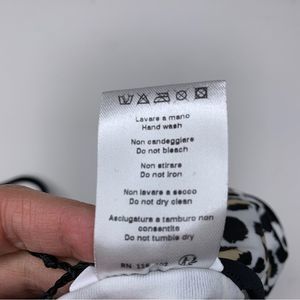 Lavare a mano
Hand wash
Non candeggiare
Do not bleach
Non stirare
Do not iron
Non lavare a secco
Do not dry clean
Asciugatura a tamburo non
consentita
Do not tumble dry
RN